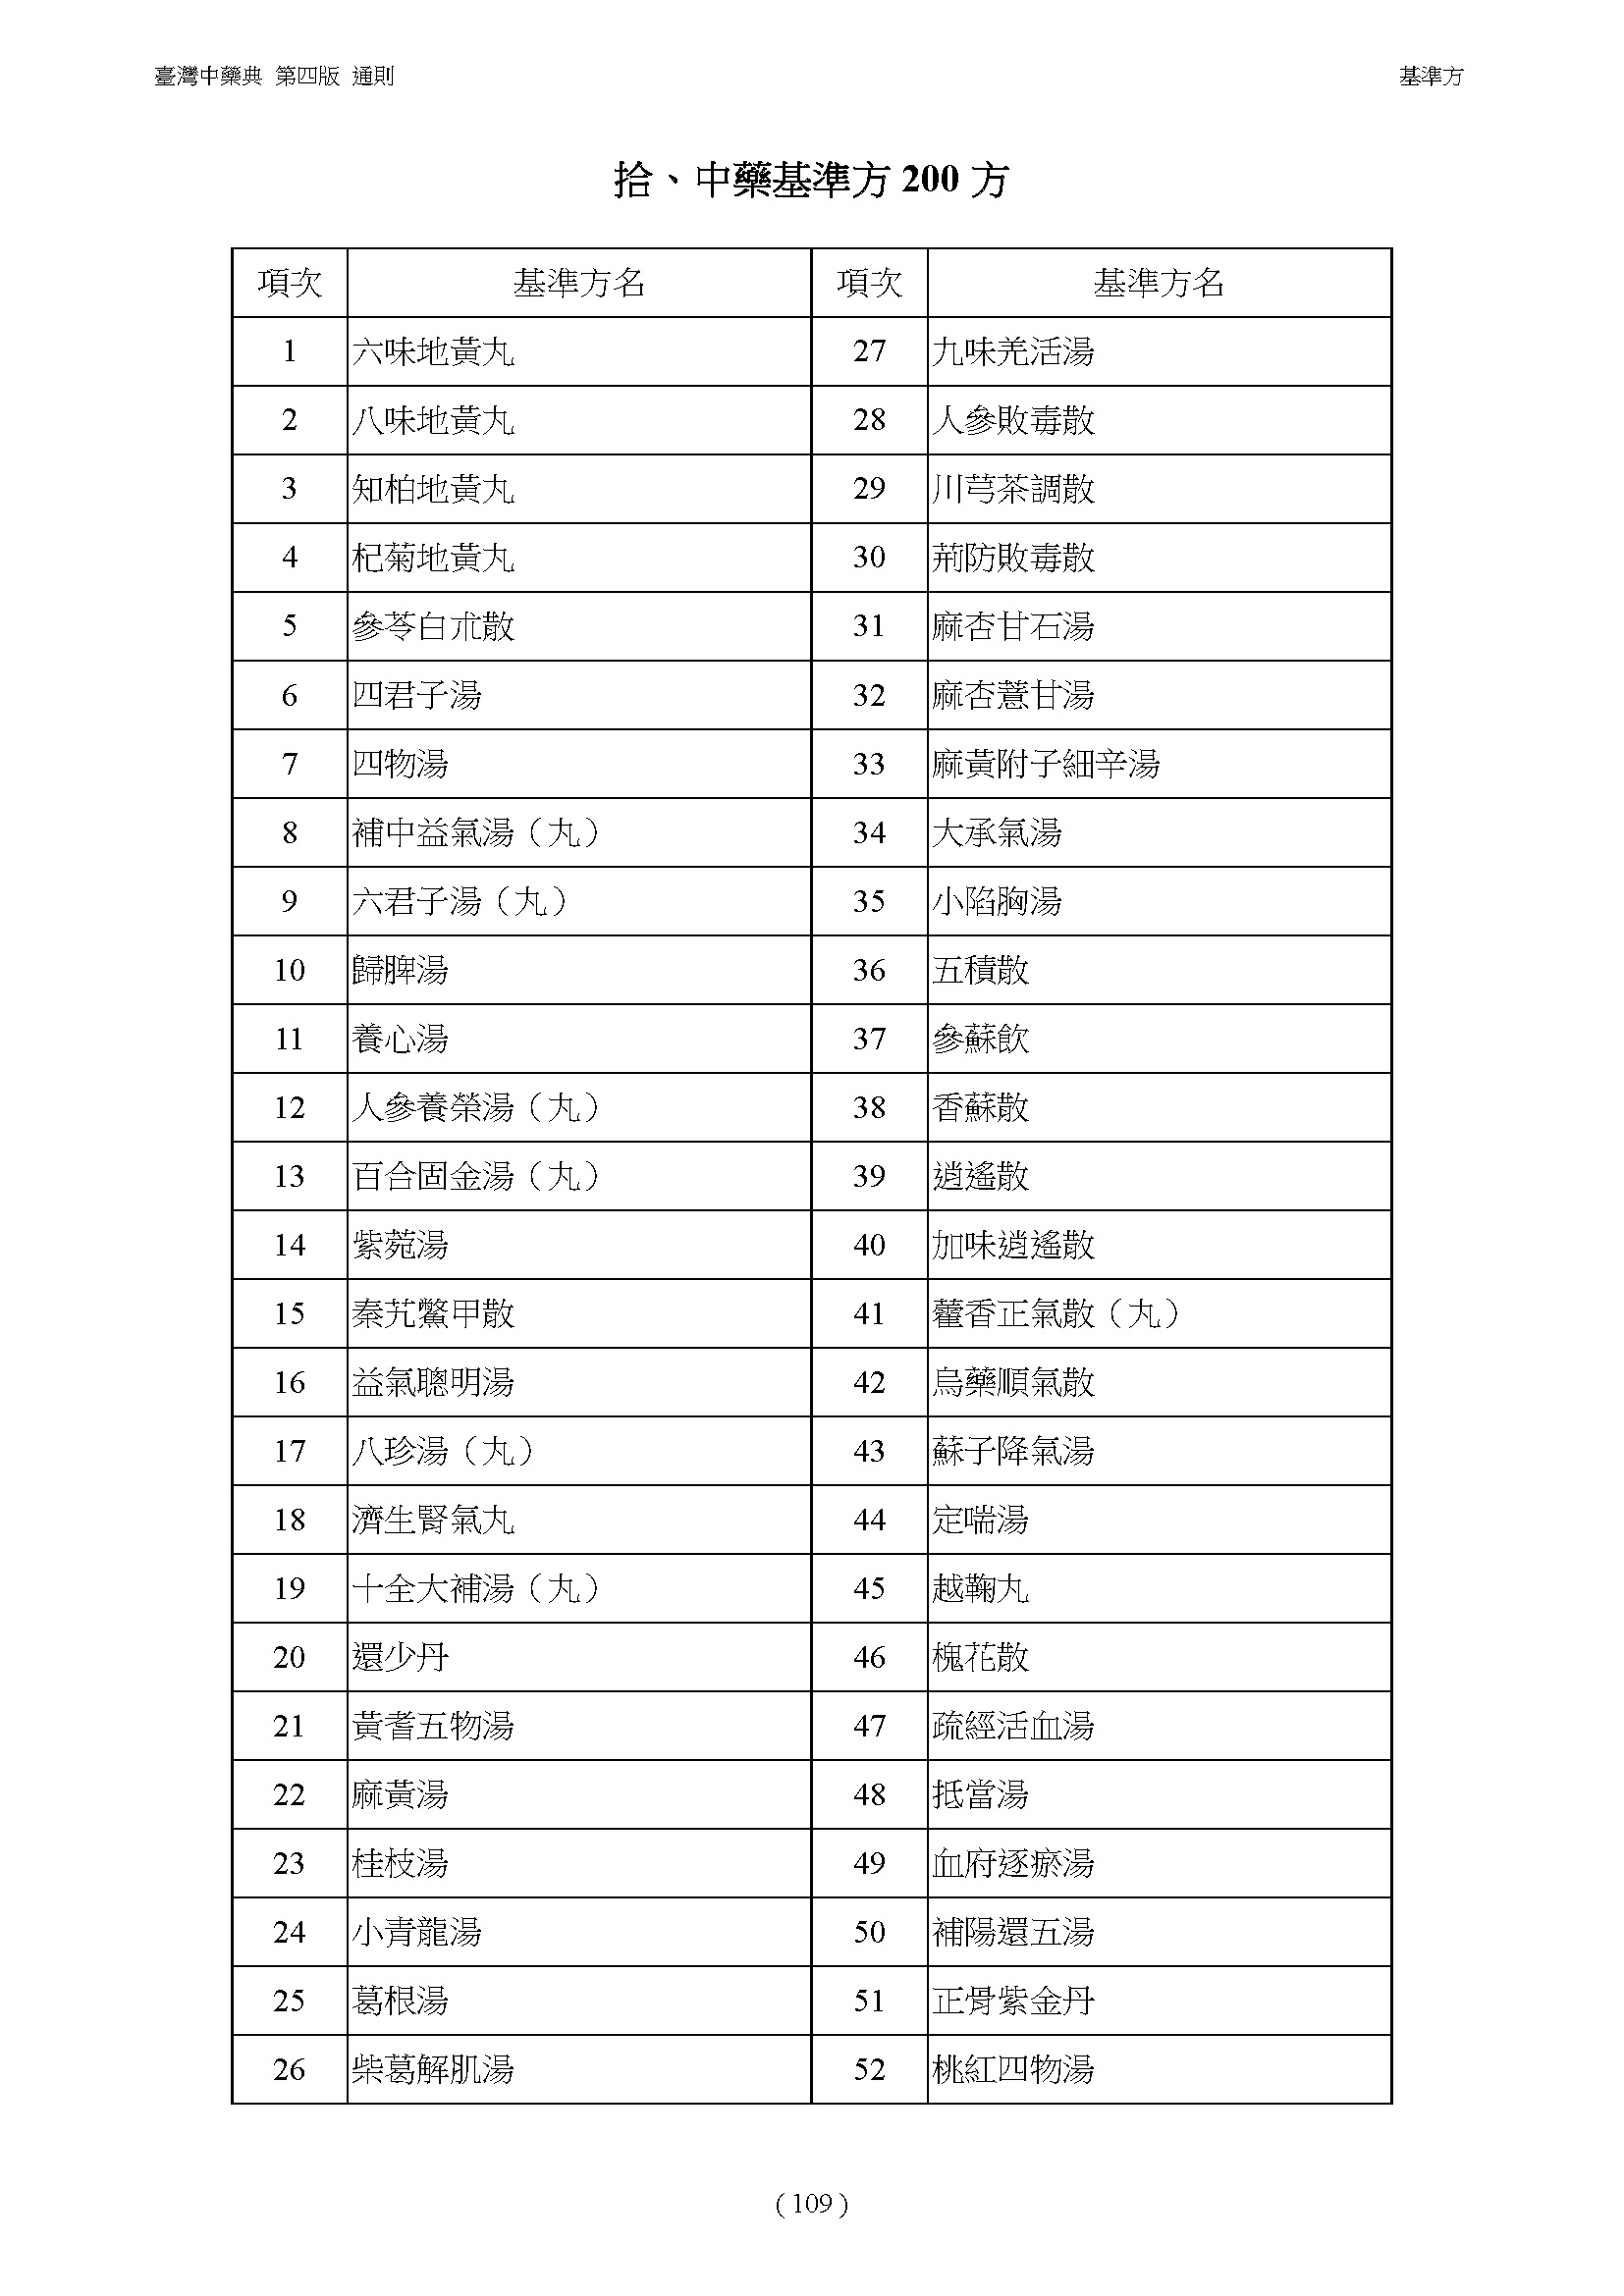 臺灣中藥典 第四版 通則 基準方
拾、中藥基準方 200 方
項次 基準方名 項次 基準方名
1 六味地黃丸 27 九味羌活湯
2 八味地黃丸 28 人參敗毒散
3 知柏地黃丸 29 川芎茶調散
4 杞菊地黃丸 30 荊防敗毒散
5 參苓白朮散 31 麻杏甘石湯
6 四君子湯 32 麻杏薏甘湯
7 四物湯 33 麻黃附子細辛湯
8 補中益氣湯（丸） 34 大承氣湯
9 六君子湯（丸） 35 小陷胸湯
10 歸脾湯 36 五積散
11 養心湯 37 參蘇飲
12 人參養榮湯（丸） 38 香蘇散
13 百合固金湯（丸） 39 逍遙散
14 紫菀湯 40 加味逍遙散
15 秦艽鱉甲散 41 藿香正氣散（丸）
16 益氣聰明湯 42 烏藥順氣散
17 八珍湯（丸） 43 蘇子降氣湯
18 濟生腎氣丸 44 定喘湯
19 十全大補湯（丸） 45 越鞠丸
20 還少丹 46 槐花散
21 黃耆五物湯 47 疏經活血湯
22 麻黃湯 48 抵當湯
23 桂枝湯 49 血府逐瘀湯
24 小青龍湯 50 補陽還五湯
25 葛根湯 51 正骨紫金丹
26 柴葛解肌湯 52 桃紅四物湯
( 109 )